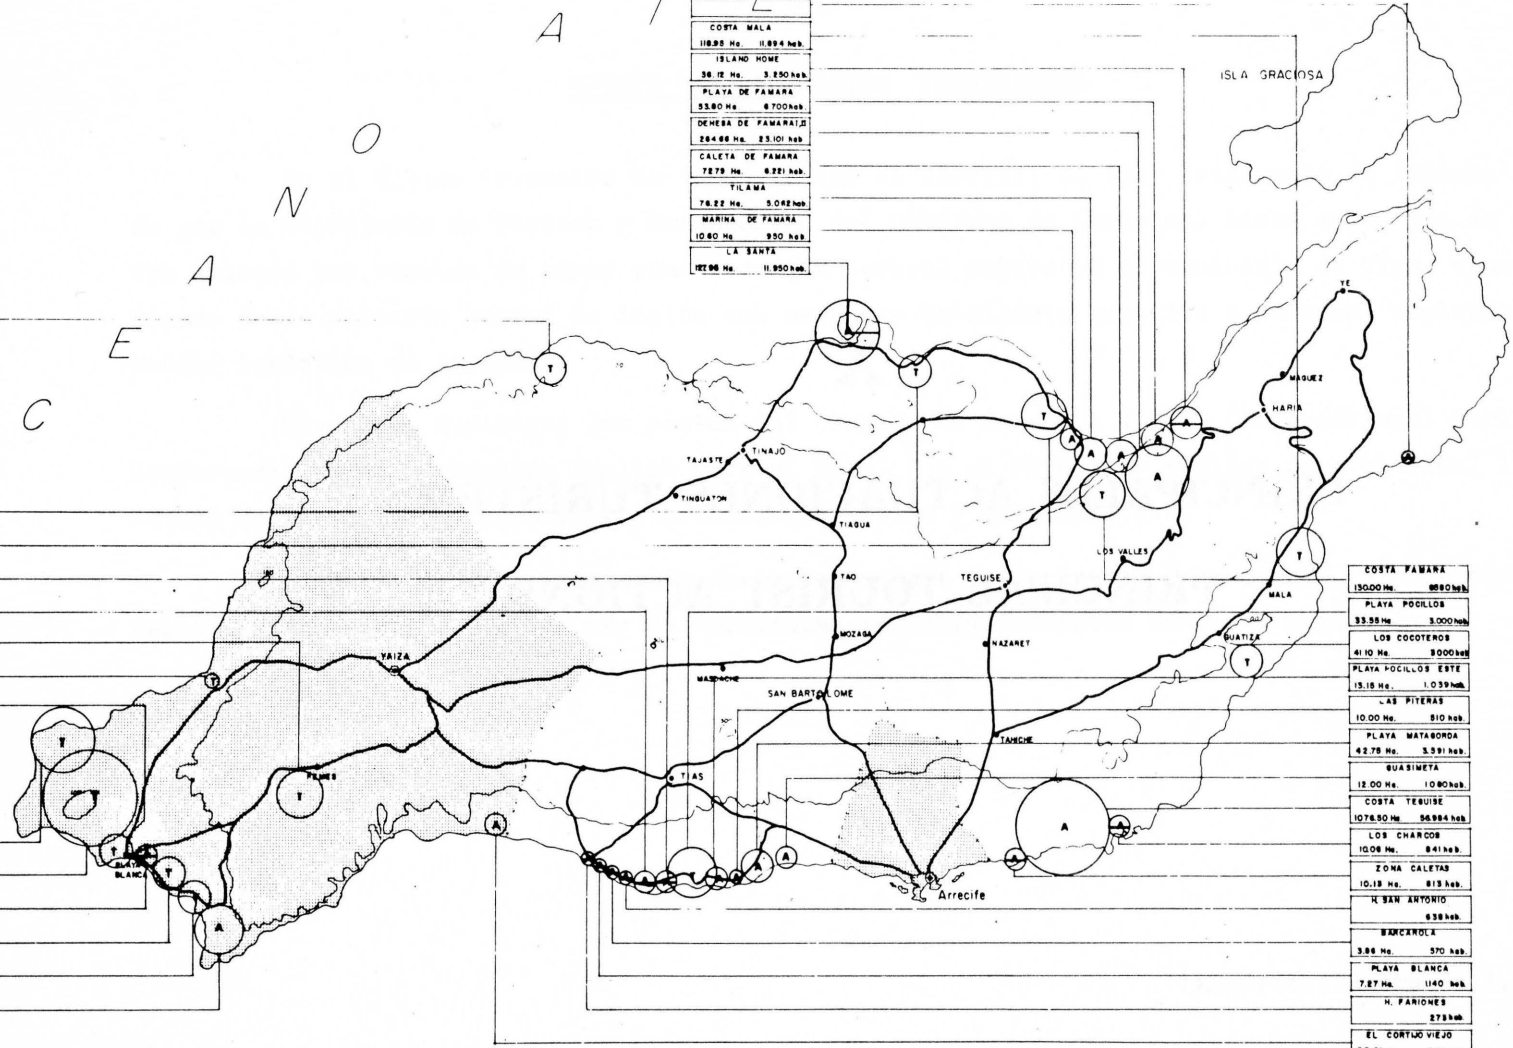 OCEANO A T L
COSTA MALA
118.95 Ha. 11.894 hab.
ISLAND HOME
36.12 Ha. 3.250 hab.
PLAYA DE FAMARA
53.80 Ha 6.700 hab.
DEHESA DE FAMARA I,II
264.66 Ha. 23.101 hab
CALETA DE FAMARA
72.79 Ha. 6.221 hab.
TILAMA
76.22 Ha. 5.062 hab.
MARINA DE FAMARA
10.60 Ha 950 hab.
LA SANTA
127.96 Ha. 11.950 hab.
ISLA GRACIOSA
YE
MAGUEZ
HARIA
TINAJO
TAJASTE
TINGUATON
TIAGUA
LOS VALLES
TAO
TEGUISE
MALA
MOZAGA
NAZARET
GUATIZA
YAIZA
MASDACHE
SAN BARTOLOME
TAHICHE
FEMES
TIAS
PLAYA
BLANCA
Arrecife
COSTA FAMARA
130.00 Ha. hab.
PLAYA POCILLOS
33.55 Ha 3.000 hab.
LOS COCOTEROS
41.10 Ha. 3000 hab
PLAYA POCILLOS ESTE
13.15 Ha. 1.039 hab.
LAS PITERAS
10.00 Ha. 810 hab.
PLAYA MATAGORDA
42.75 Ha. 3.391 hab.
GUASIMETA
12.00 Ha. 1080 hab.
COSTA TEGUISE
1076.50 Ha. 56.984 hab.
LOS CHARCOS
10.06 Ha. 841 hab.
ZONA CALETAS
10.13 Ha. 813 hab.
H. SAN ANTONIO
638 hab.
BARCAROLA
3.86 Ha. 570 hab.
PLAYA BLANCA
7.27 Ha. 1140 hab.
H. FARIONES
273 hab.
EL CORTIJO VIEJO